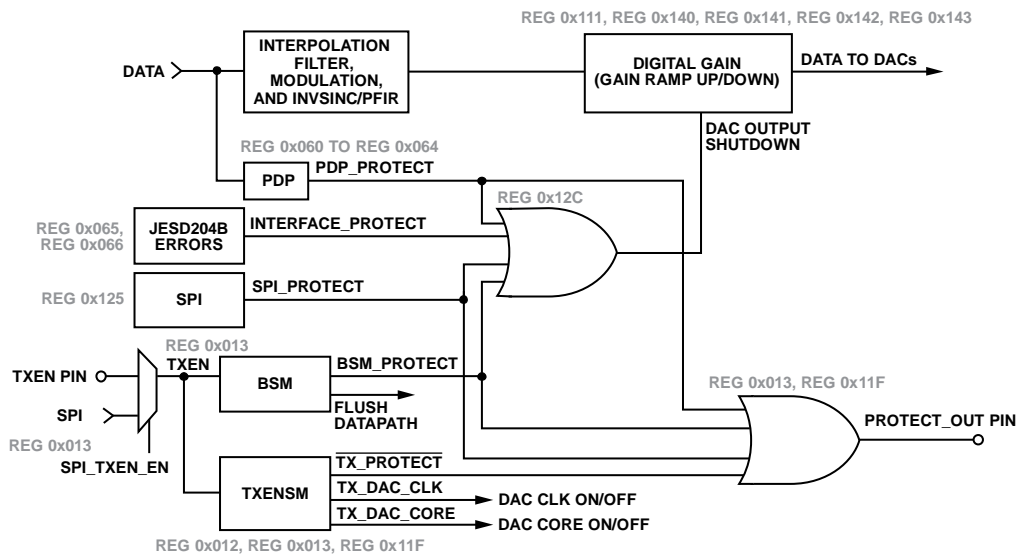 REG 0x111, REG 0x140, REG 0x141, REG 0x142, REG 0x143
DATA
INTERPOLATION
FILTER,
MODULATION,
AND INVSINC/PFIR
DIGITAL GAIN
(GAIN RAMP UP/DOWN)
DATA TO DACs
DAC OUTPUT
SHUTDOWN
REG 0x060 TO REG 0x064
PDP
PDP_PROTECT
REG 0x12C
REG 0x065,
REG 0x066
JESD204B
ERRORS
INTERFACE_PROTECT
REG 0x125
SPI
SPI_PROTECT
REG 0x013
TXEN PIN
TXEN
BSM
BSM_PROTECT
FLUSH
DATAPATH
SPI
REG 0x013
SPI_TXEN_EN
REG 0x013, REG 0x11F
PROTECT_OUT PIN
TXENSM
TX_PROTECT
TX_DAC_CLK
DAC CLK ON/OFF
TX_DAC_CORE
DAC CORE ON/OFF
REG 0x012, REG 0x013, REG 0x11F